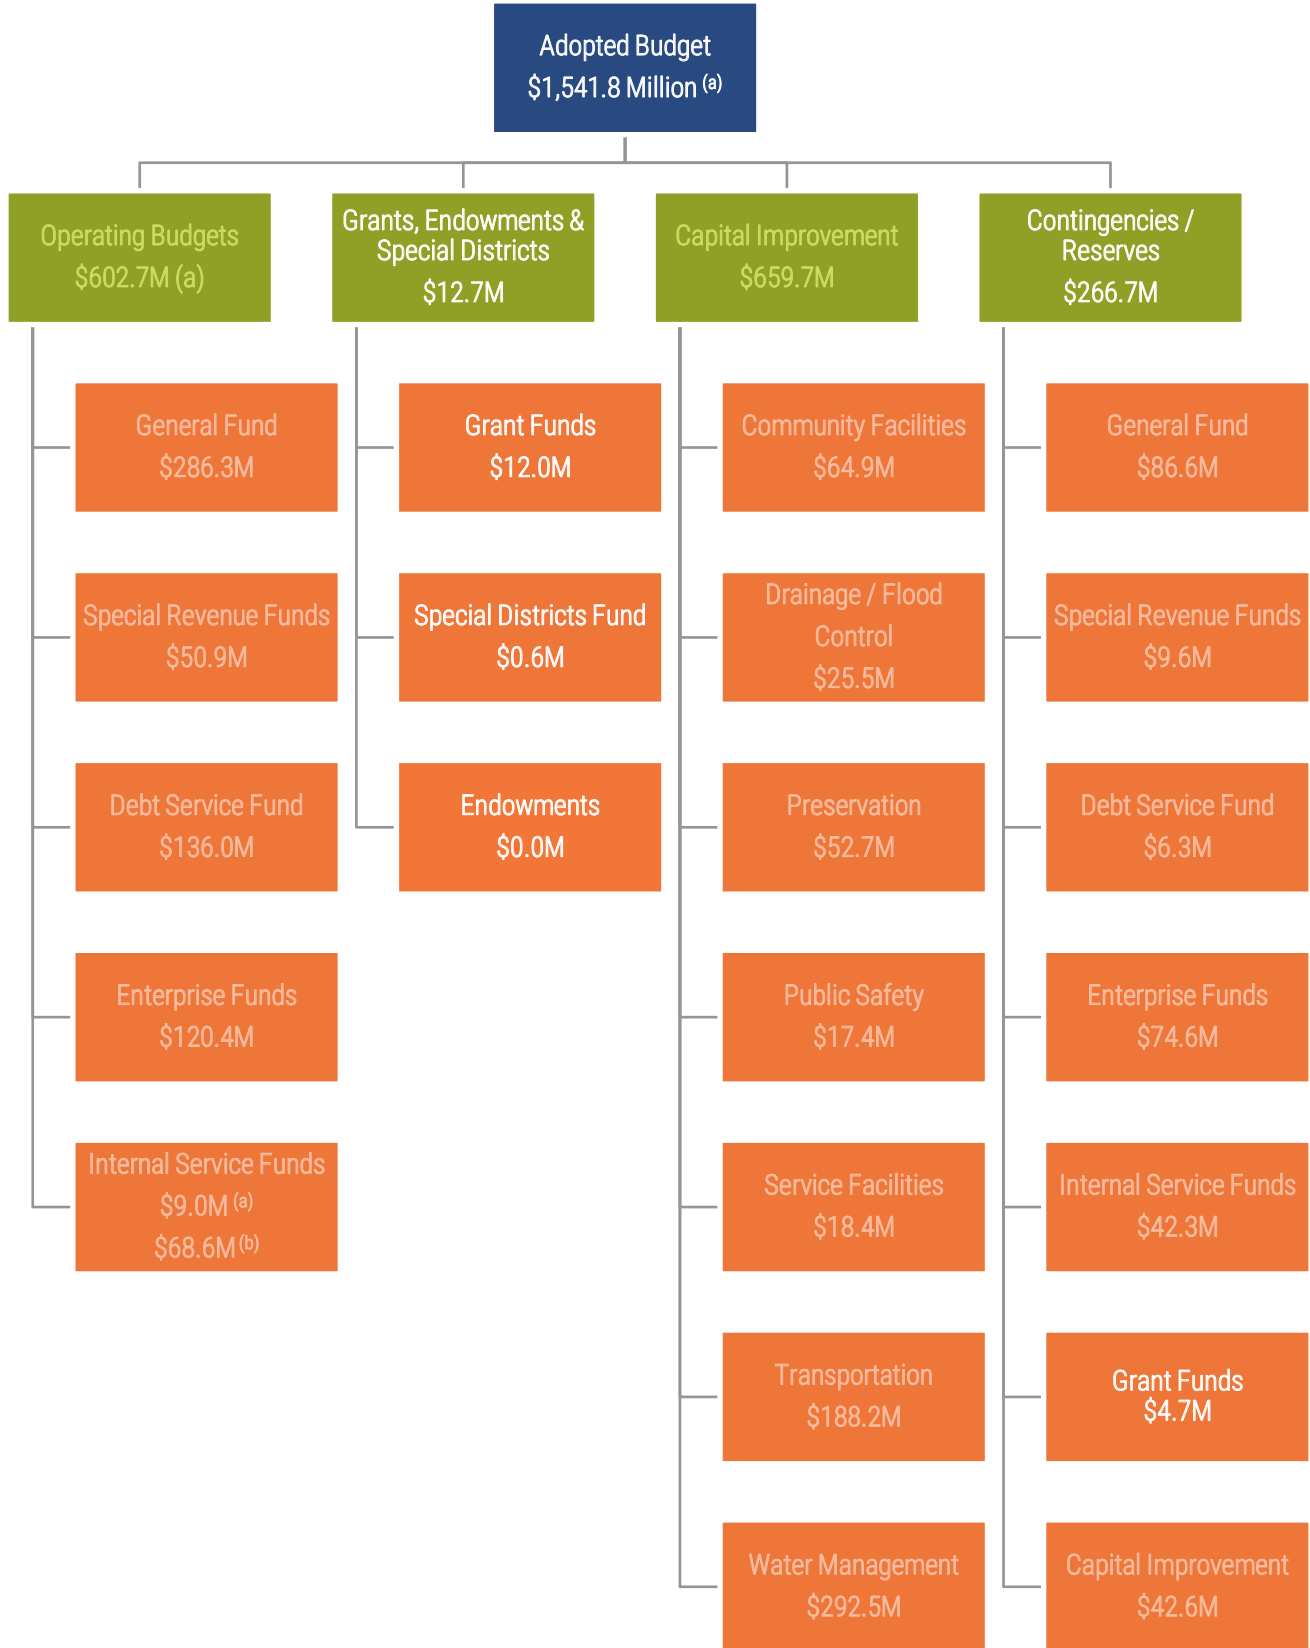 Adopted Budget
$1,541.8 Million (a)
Operating Budgets
$602.7M (a)
Grants, Endowments &
Special Districts
$12.7M
Capital Improvement
$659.7M
Contingencies /
Reserves
$266.7M
General Fund
$286.3M
Special Revenue Funds
$50.9M
Debt Service Fund
$136.0M
Enterprise Funds
$120.4M
Internal Service Funds
$9.0M (a)
$68.6M (b)
Grant Funds
$12.0M
Special Districts Fund
$0.6M
Endowments
$0.0M
Community Facilities
$64.9M
Drainage / Flood
Control
$25.5M
Preservation
$52.7M
Public Safety
$17.4M
Service Facilities
$18.4M
Transportation
$188.2M
Water Management
$292.5M
General Fund
$86.6M
Special Revenue Funds
$9.6M
Debt Service Fund
$6.3M
Enterprise Funds
$74.6M
Internal Service Funds
$42.3M
Grant Funds
$4.7M
Capital Improvement
$42.6M